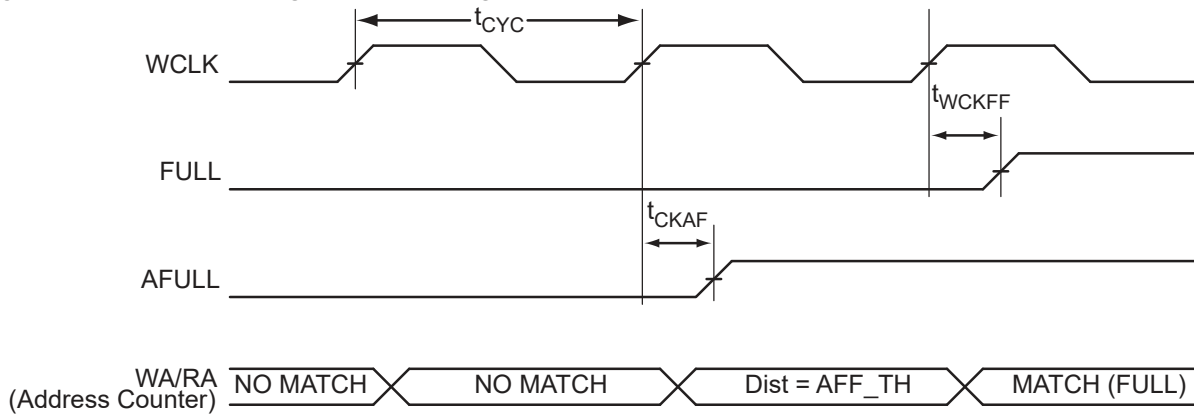 tCYC
WCLK
tWCKFF
FULL
tCKAF
AFULL
WA/RA
(Address Counter)
NO MATCH
NO MATCH
Dist = AFF_TH
MATCH (FULL)